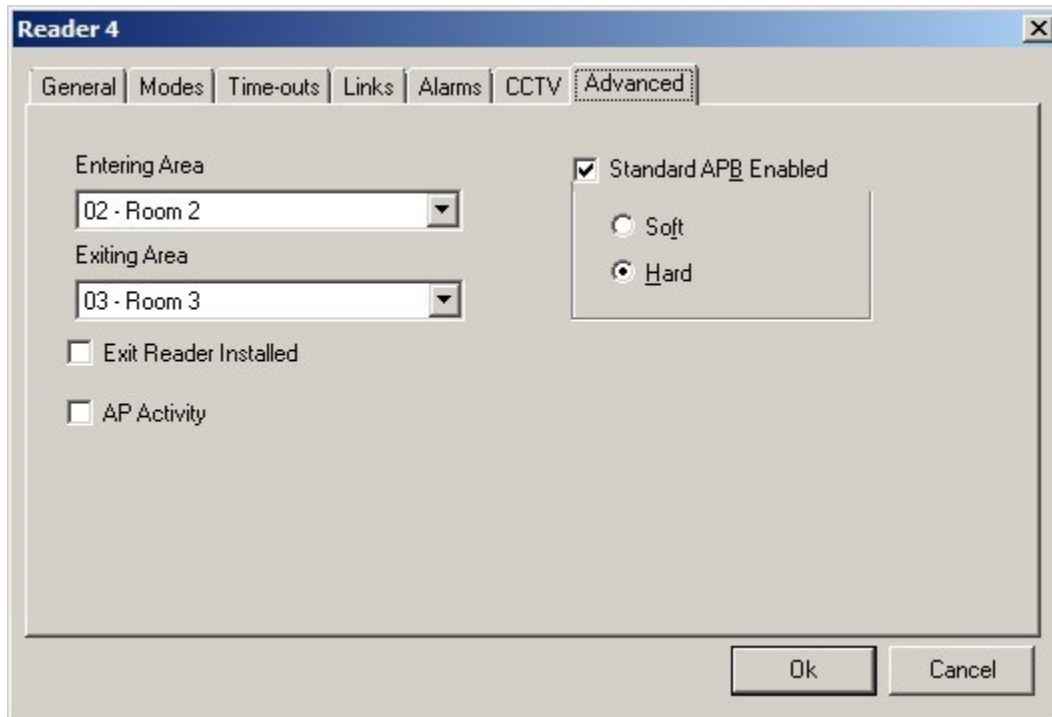 Reader 4
General Modes Time-outs Links Alarms CCTV Advanced
Entering Area
02 - Room 2
Exiting Area
03 - Room 3
Exit Reader Installed
AP Activity
Standard APB Enabled
Soft
Hard
Ok Cancel